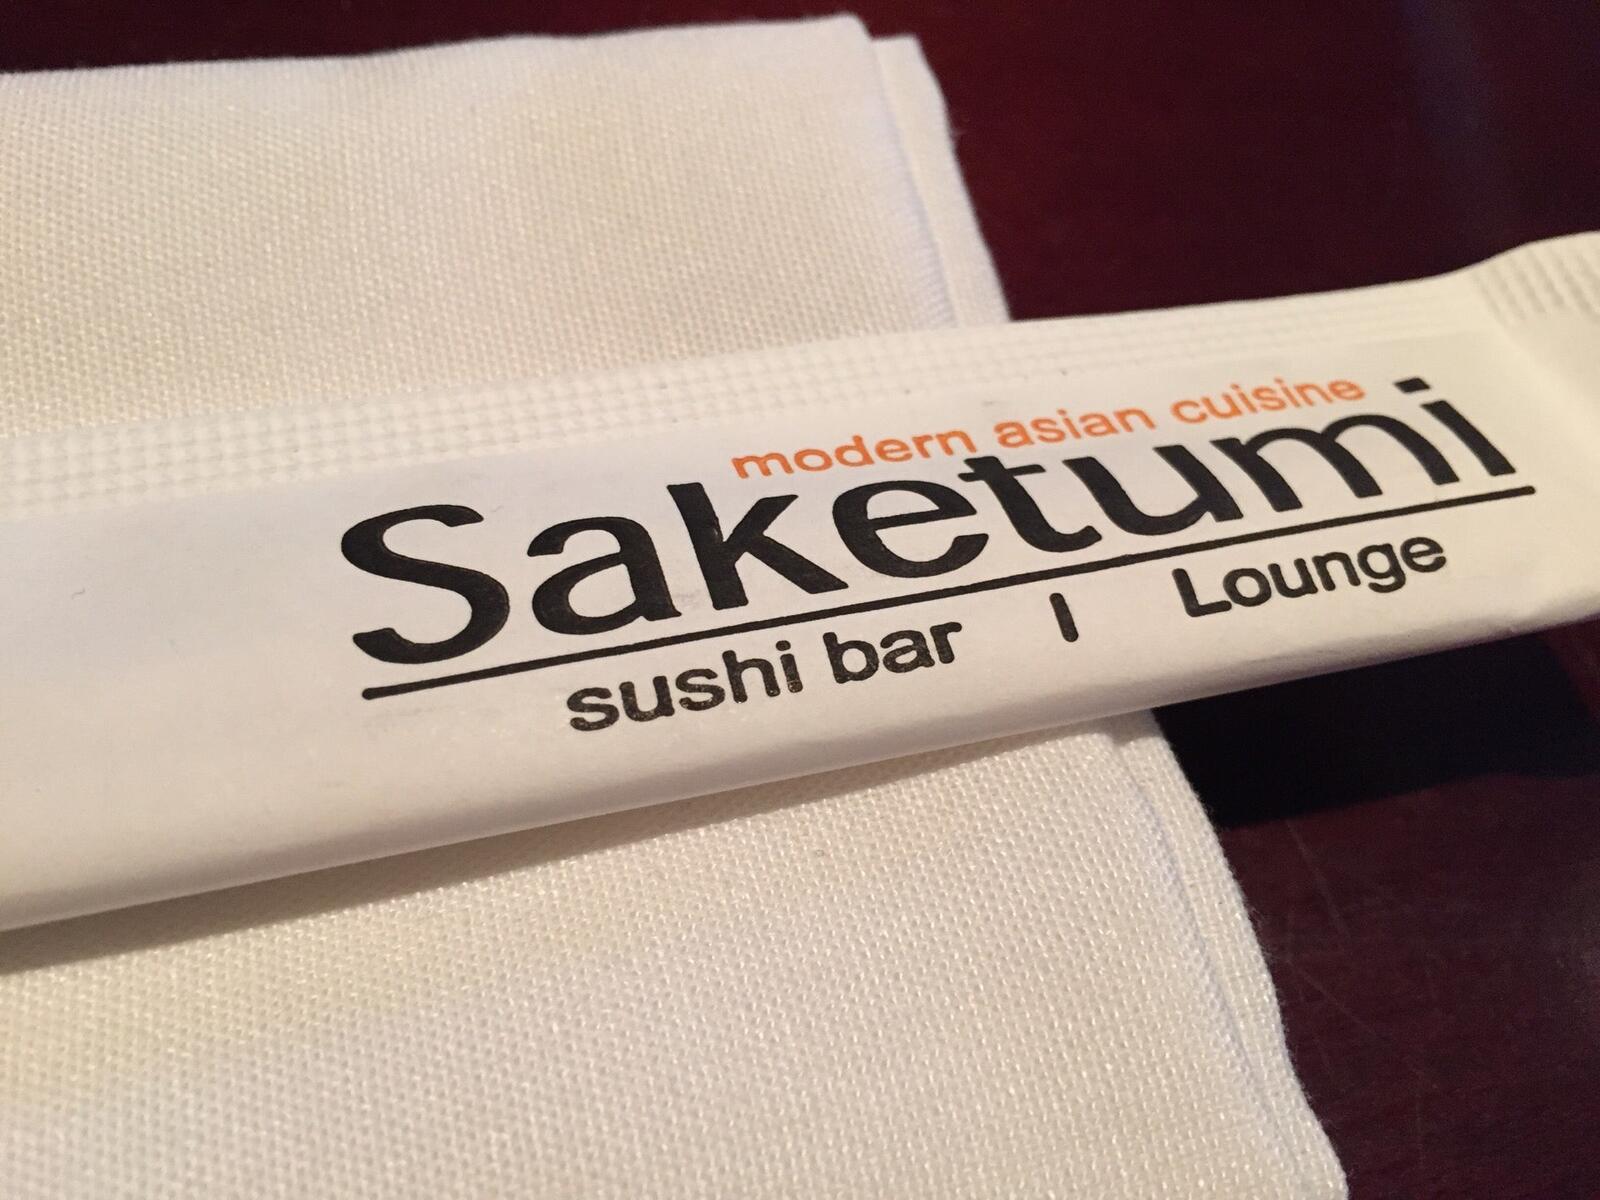 modern asian cuisine
Saketumi
sushi bar | Lounge